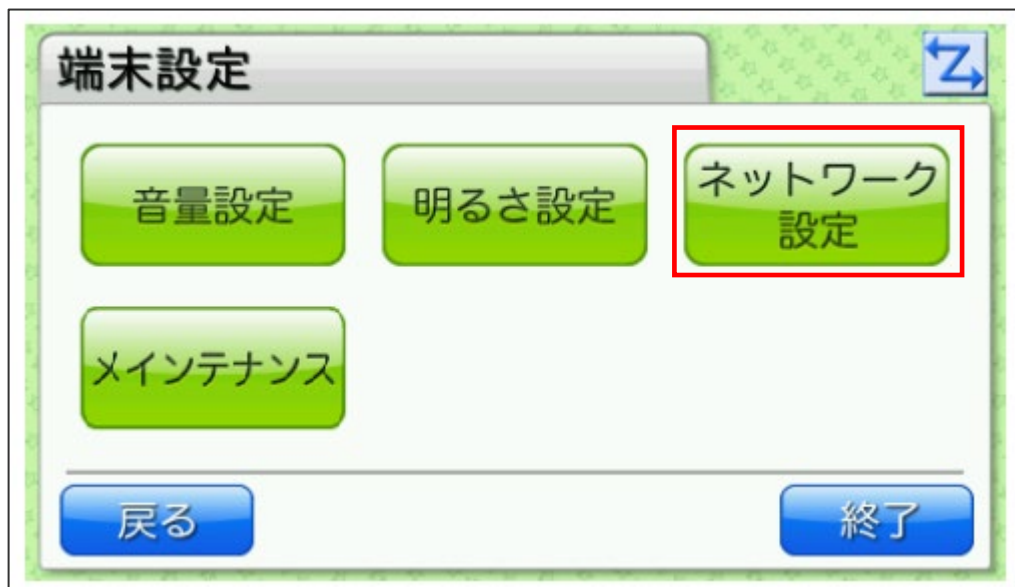 端末設定
Z
音量設定
明るさ設定
ネットワーク
設定
メインテナンス
戻る
終了